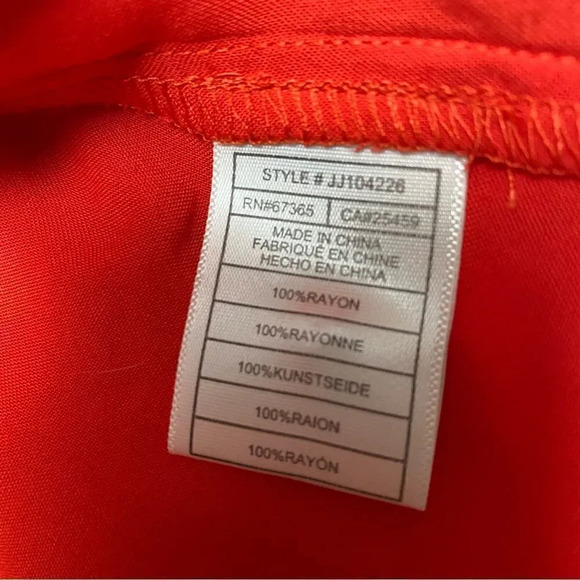 STYLE # JJ104226
RN#67365 CA#25459
MADE IN CHINA
FABRIQUÉ EN CHINE
HECHO EN CHINA
100%RAYON
100%RAYONNE
100%KUNSTSEIDE
100%RAION
100%RAYÓN